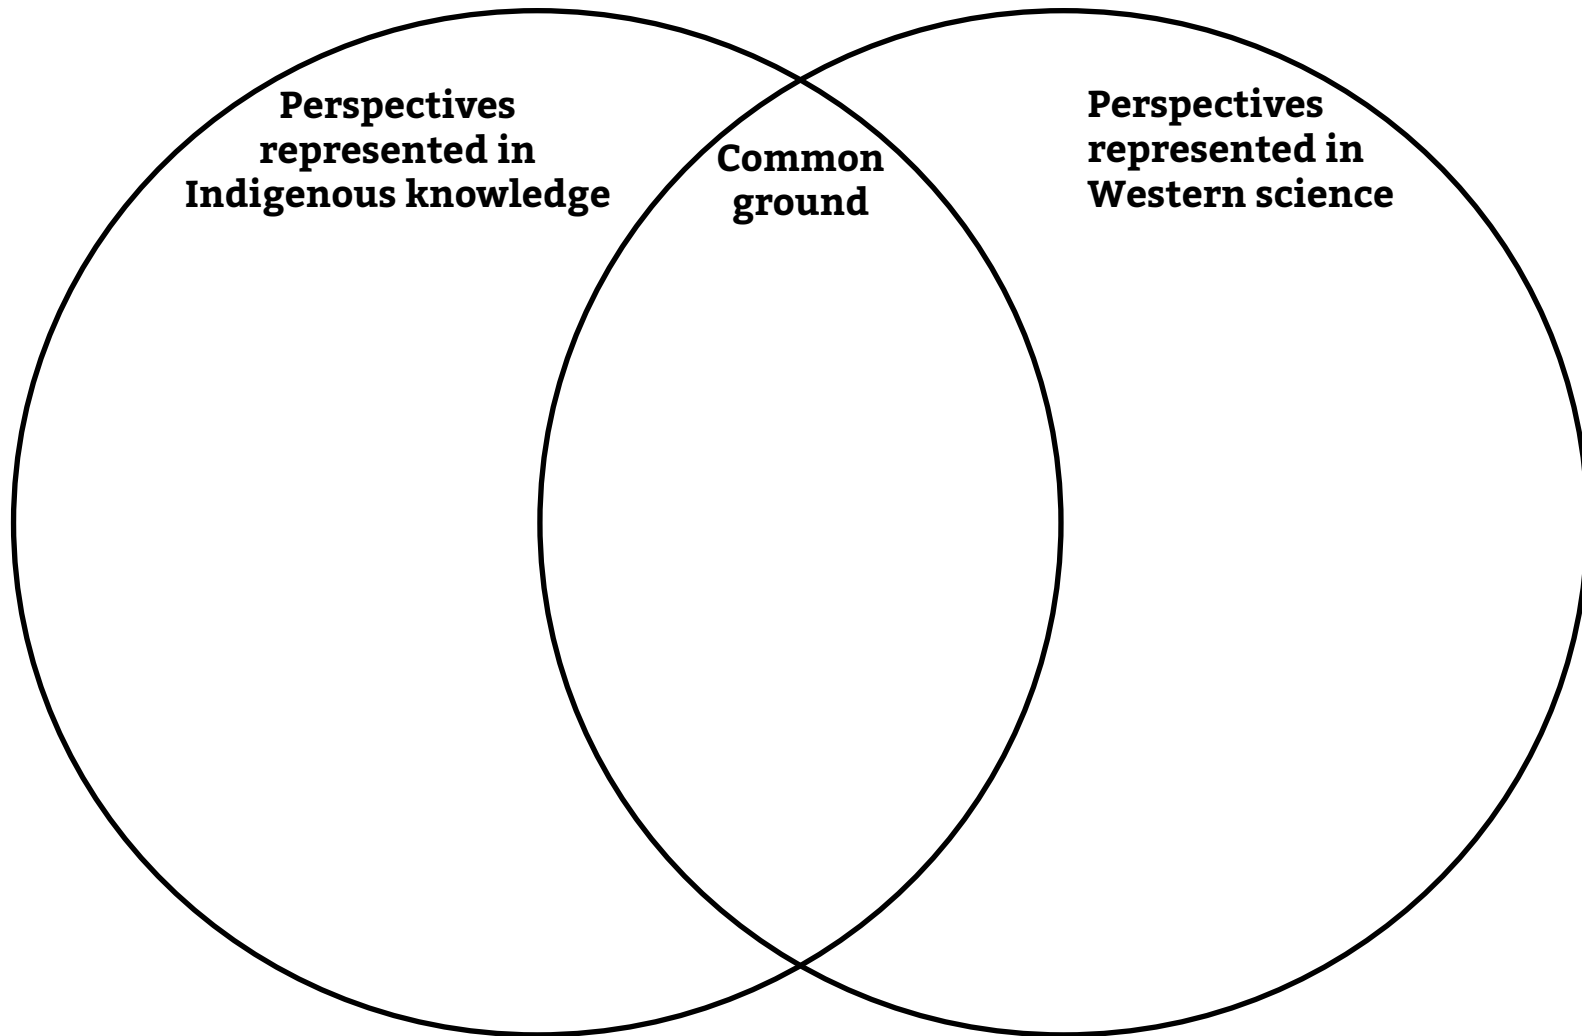 Perspectives
represented in
Indigenous knowledge
Common
ground
Perspectives
represented in
Western science